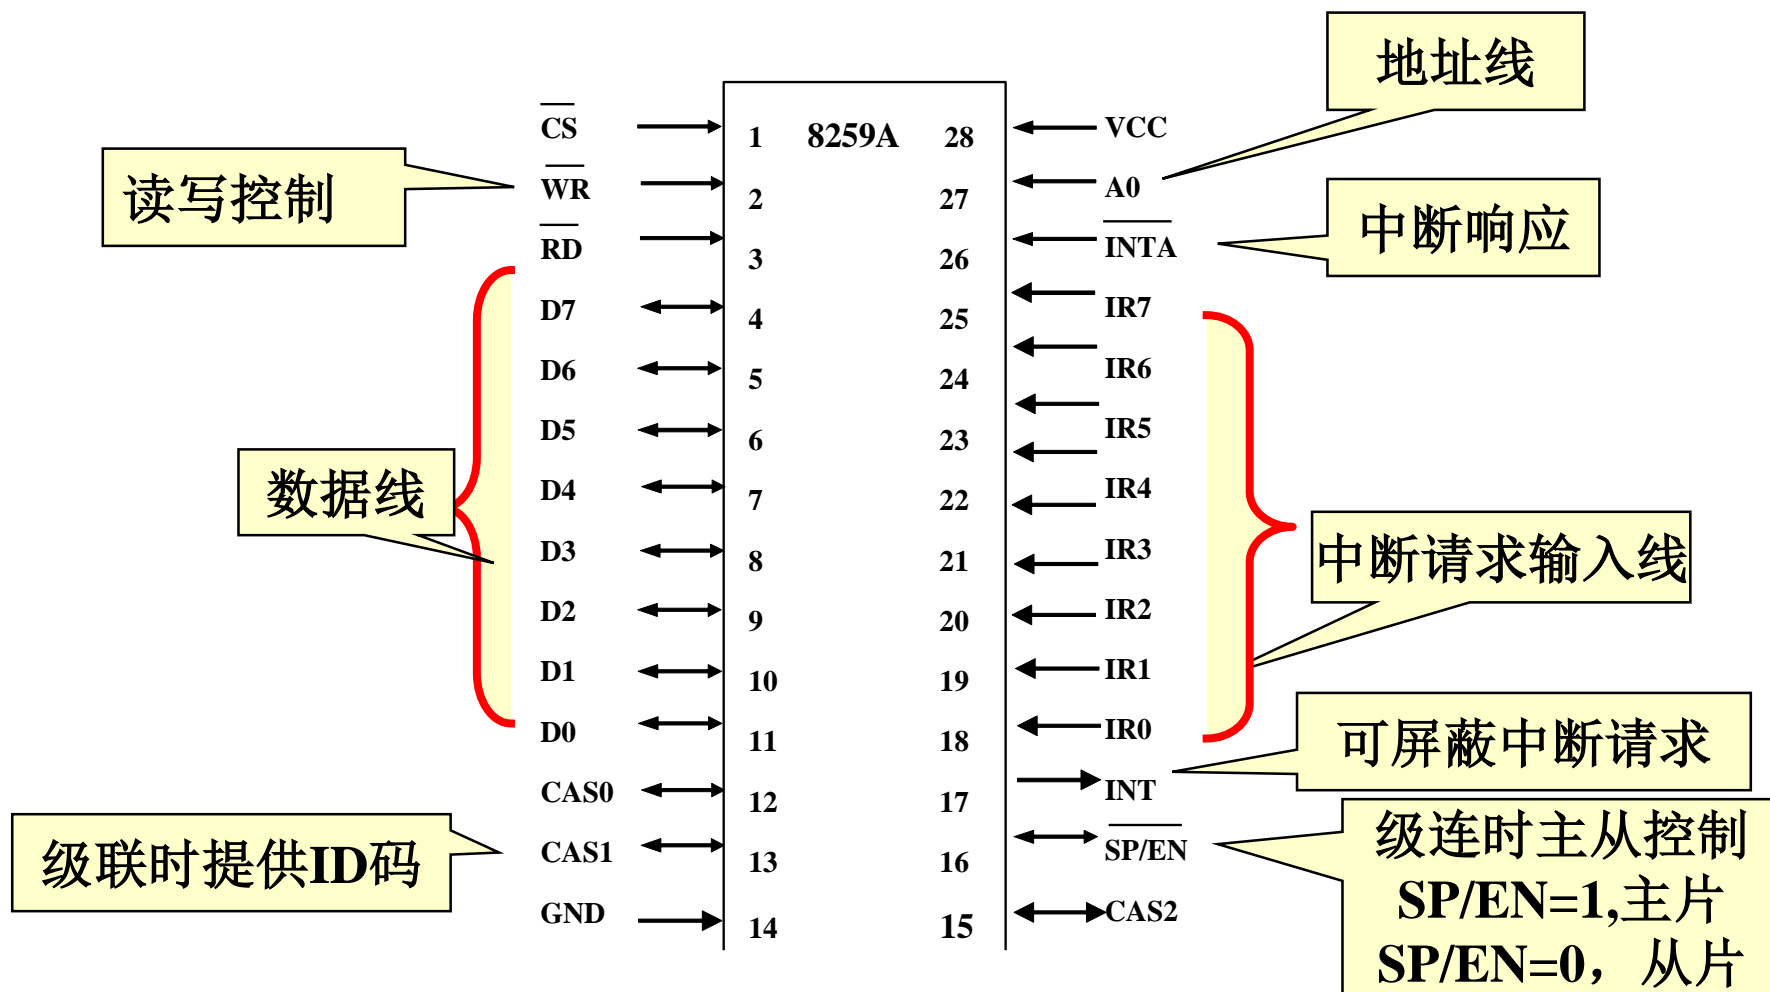 地址线
CS
1
8259A
28
VCC
读写控制
WR
2
27
A0
中断响应
RD
3
26
INTA
D7
4
25
IR7
D6
5
24
IR6
D5
6
23
IR5
数据线
D4
7
22
IR4
D3
8
21
IR3
中断请求输入线
D2
9
20
IR2
D1
10
19
IR1
D0
11
18
IR0
可屏蔽中断请求
CAS0
12
17
INT
级联时提供ID码
CAS1
13
16
SP/EN
级连时主从控制
SP/EN=1,主片
SP/EN=0，从片
GND
14
15
CAS2